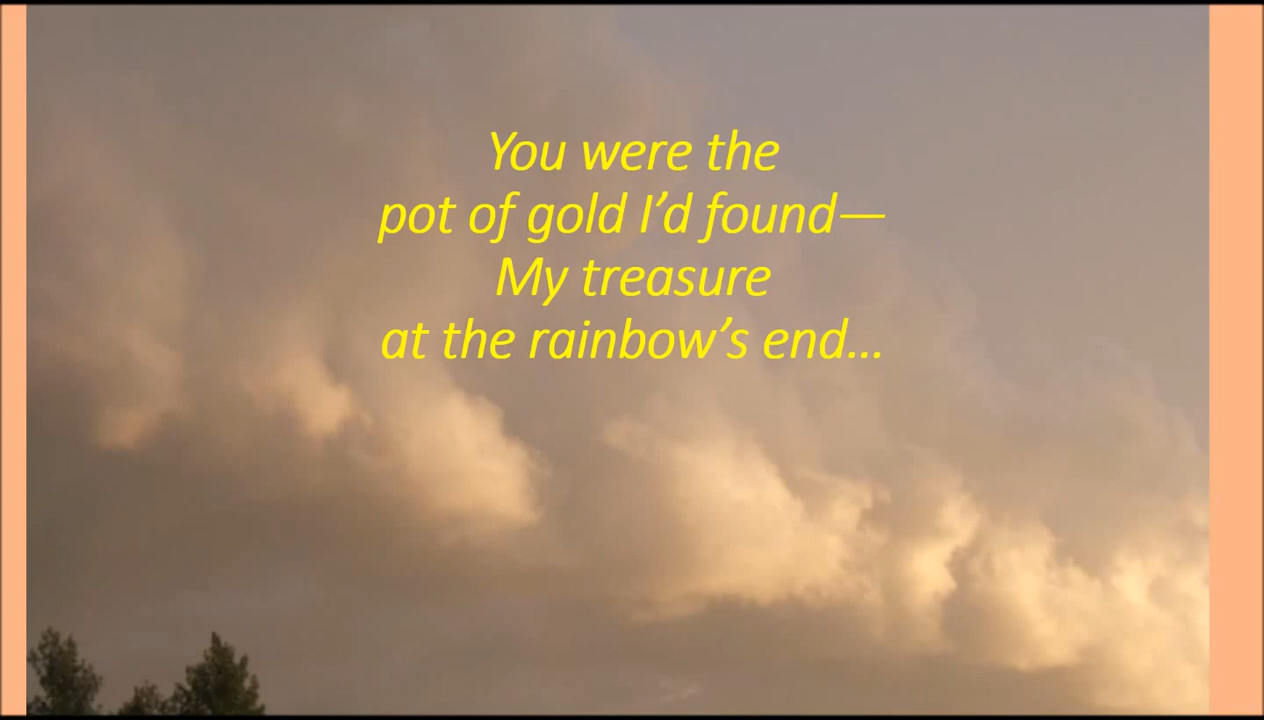 You were the
pot of gold I’d found—
My treasure
at the rainbow’s end...